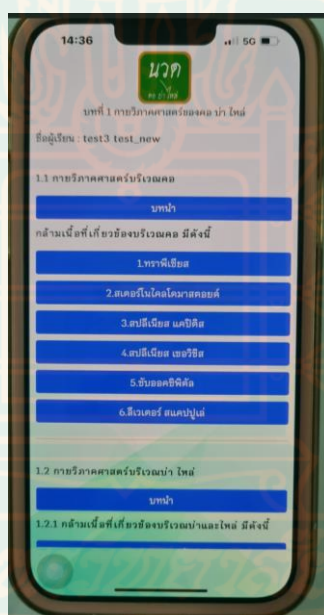 14:36
5G
นวด
คอ บ่า ไหล่
บทที่ 1 กายวิภาคศาสตร์ของคอ บ่า ไหล่
ชื่อผู้เรียน : test3 test_new
1.1 กายวิภาคศาสตร์บริเวณคอ
บทนำ
กล้ามเนื้อที่เกี่ยวข้องบริเวณคอ มีดังนี้
1.ทราพีเซียส
2.สเตอร์โนไคลโดมาสตอยด์
3.สปลีเนียส แคปิติส
4.สปลีเนียส เซอวิซีส
5.ซับออคซิพิตัล
6.ลีเวเตอร์ สแคปปูเล่
1.2 กายวิภาคศาสตร์บริเวณบ่า ไหล่
บทนำ
1.2.1 กล้ามเนื้อที่เกี่ยวข้องบริเวณบ่าและไหล่ มีดังนี้